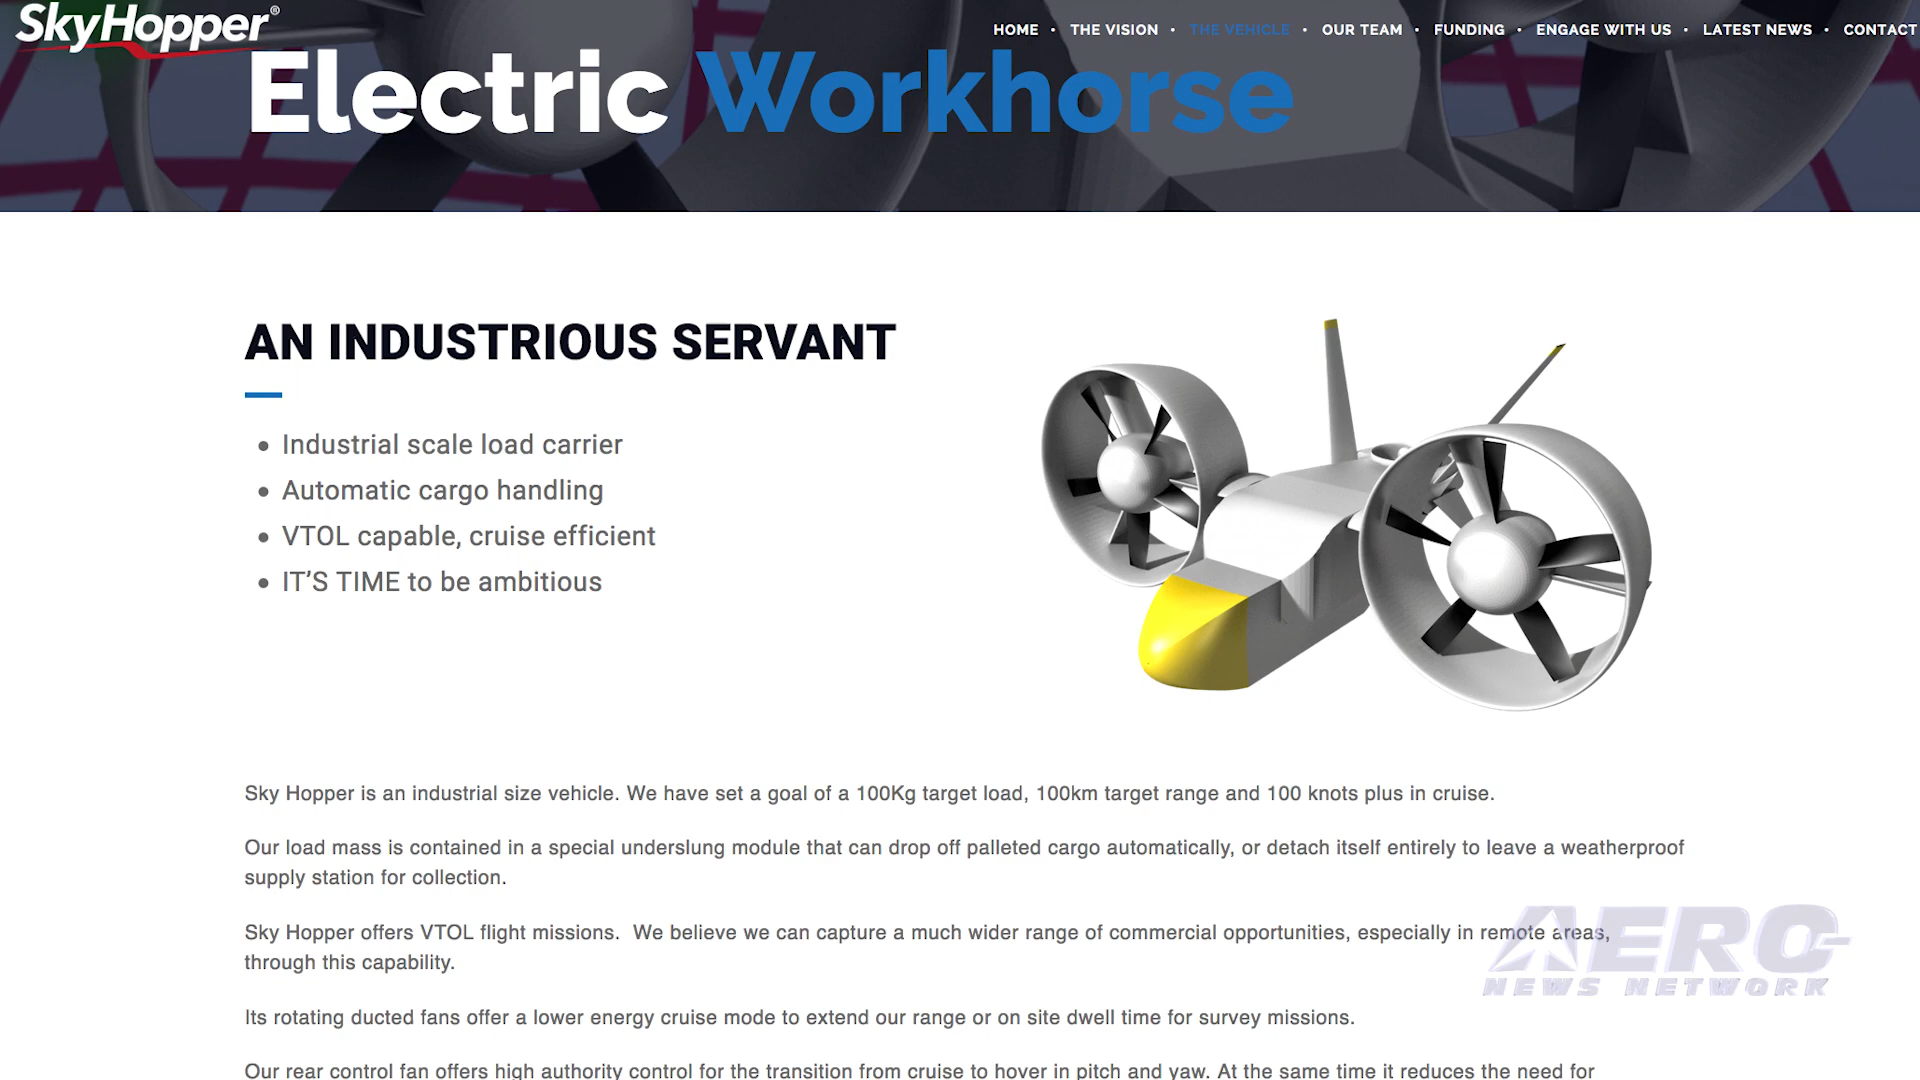 SkyHopper®
HOME • THE VISION • THE VEHICLE • OUR TEAM • FUNDING • ENGAGE WITH US • LATEST NEWS • CONTACT
Electric Workhorse
AN INDUSTRIOUS SERVANT
• Industrial scale load carrier
• Automatic cargo handling
• VTOL capable, cruise efficient
• IT’S TIME to be ambitious
Sky Hopper is an industrial size vehicle. We have set a goal of a 100Kg target load, 100km target range and 100 knots plus in cruise.
Our load mass is contained in a special underslung module that can drop off palleted cargo automatically, or detach itself entirely to leave a weatherproof
supply station for collection.
Sky Hopper offers VTOL flight missions.  We believe we can capture a much wider range of commercial opportunities, especially in remote areas,
through this capability.
AERO
NEWS NETWORK
Its rotating ducted fans offer a lower energy cruise mode to extend our range or on site dwell time for survey missions.
Our rear control fan offers high authority control for the transition from cruise to hover in pitch and yaw. At the same time it reduces the need for